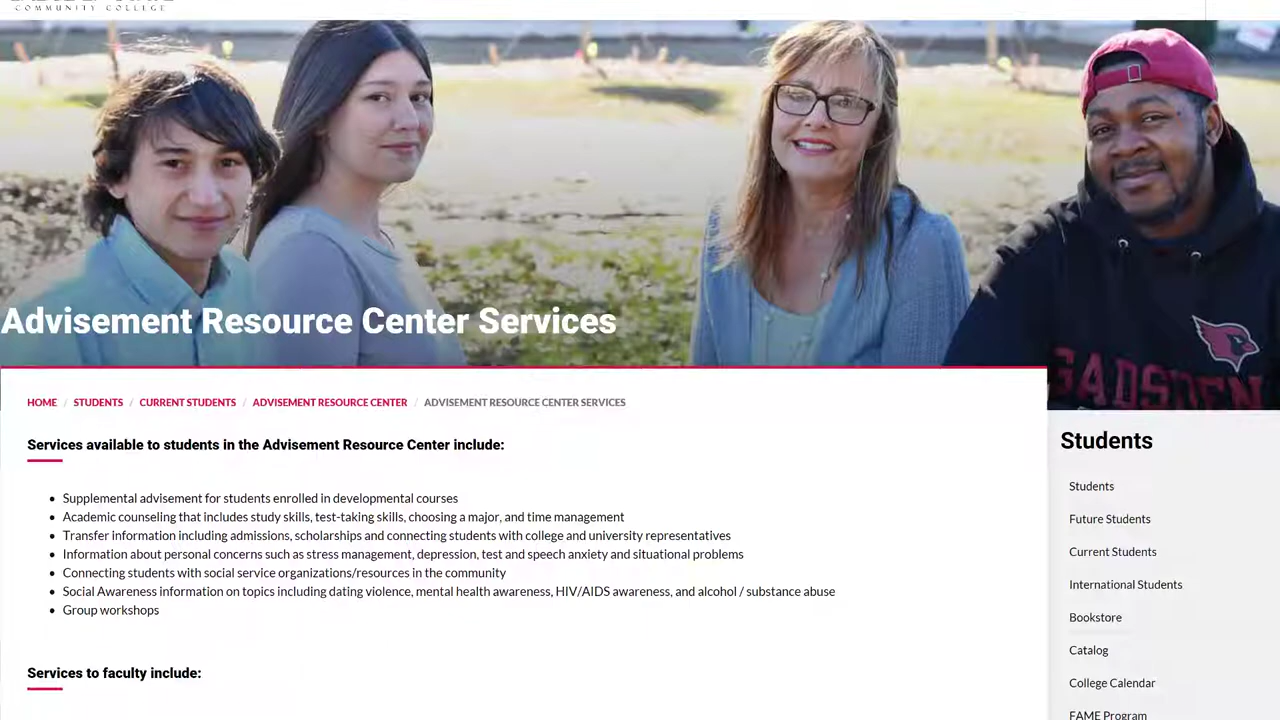 COMMUNITY COLLEGE
GADSDEN
Advisement Resource Center Services
HOME / STUDENTS / CURRENT STUDENTS / ADVISEMENT RESOURCE CENTER / ADVISEMENT RESOURCE CENTER SERVICES
Services available to students in the Advisement Resource Center include:
• Supplemental advisement for students enrolled in developmental courses
• Academic counseling that includes study skills, test-taking skills, choosing a major, and time management
• Transfer information including admissions, scholarships and connecting students with college and university representatives
• Information about personal concerns such as stress management, depression, test and speech anxiety and situational problems
• Connecting students with social service organizations/resources in the community
• Social Awareness information on topics including dating violence, mental health awareness, HIV/AIDS awareness, and alcohol / substance abuse
• Group workshops
Services to faculty include:
Students
Students
Future Students
Current Students
International Students
Bookstore
Catalog
College Calendar
FAME Program